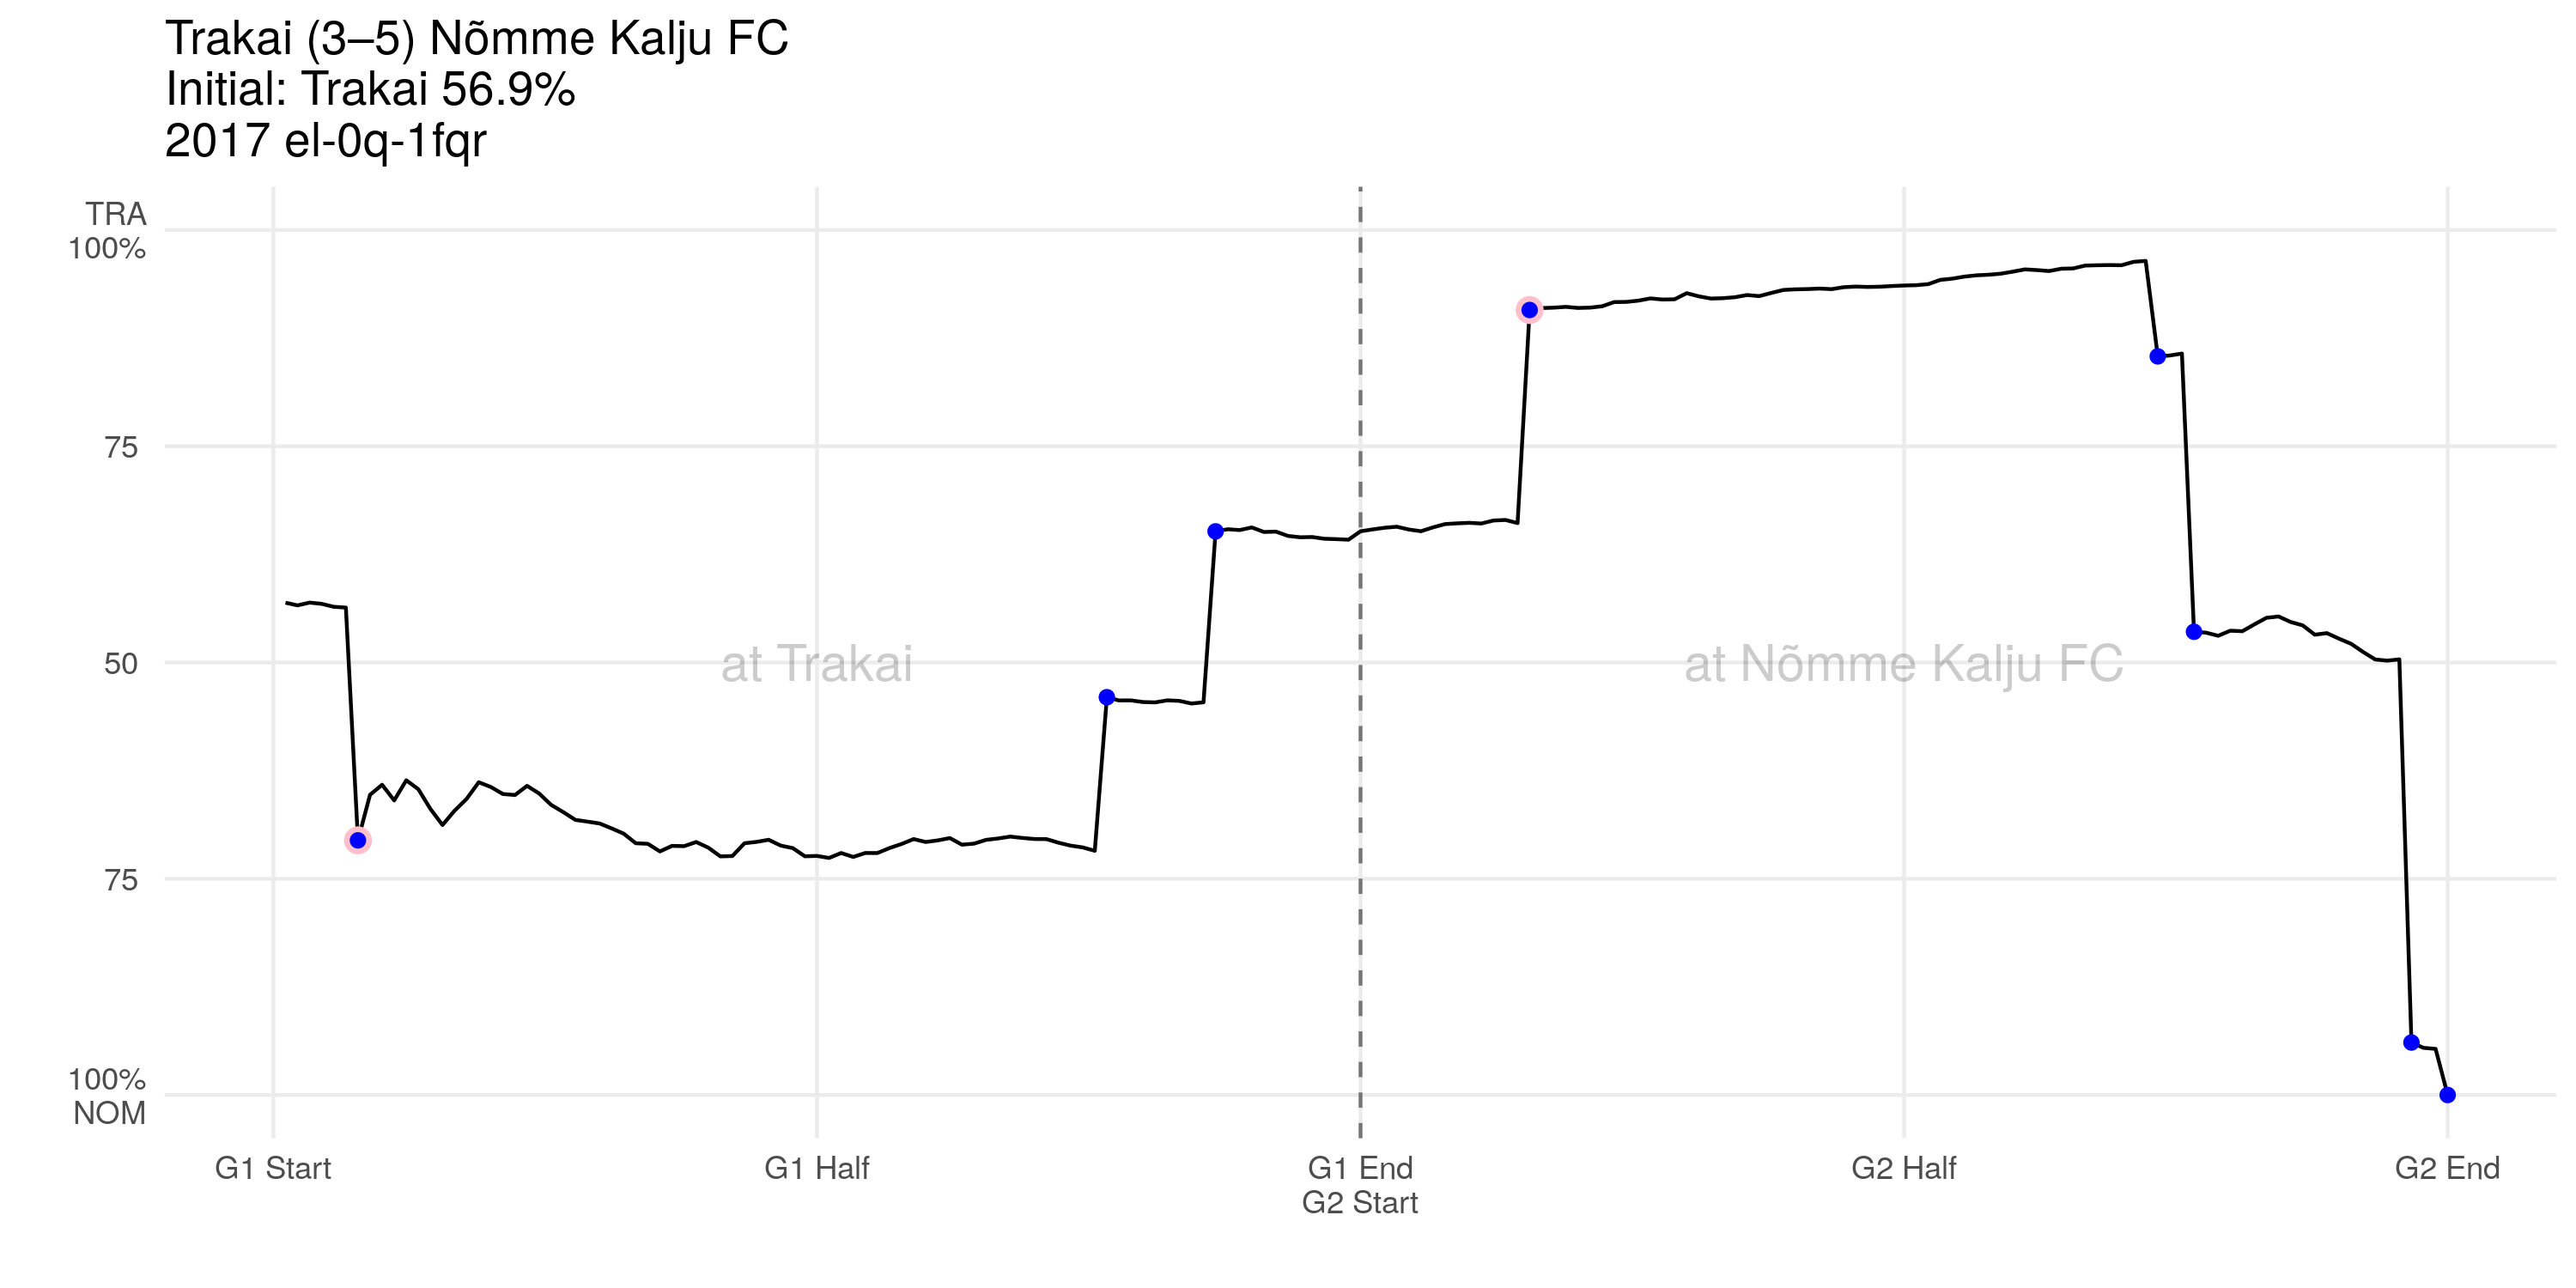 Trakai (3–5) Nõmme Kalju FC
Initial: Trakai 56.9%
2017 el-0q-1fqr
TRA
100%
75
50
75
100%
NOM
at Trakai
at Nõmme Kalju FC
G1 Start
G1 Half
G1 End
G2 Start
G2 Half
G2 End